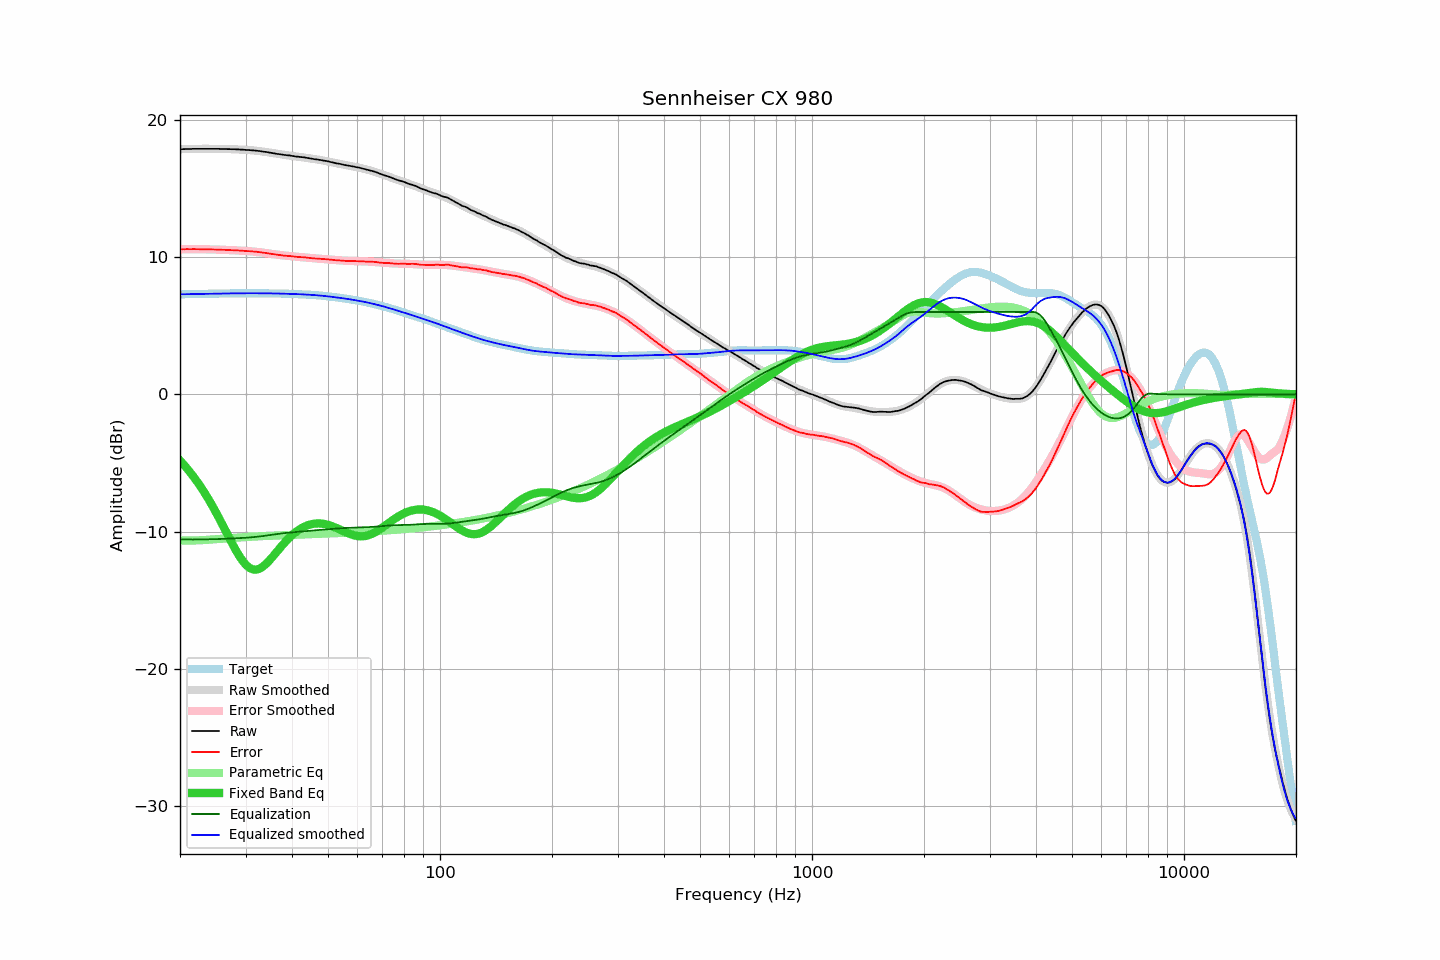 Sennheiser CX 980
20
10
0
−10
−20
−30
Amplitude (dBr)
Target
Raw Smoothed
Error Smoothed
Raw
Error
Parametric Eq
Fixed Band Eq
Equalization
Equalized smoothed
100
1000
10000
Frequency (Hz)